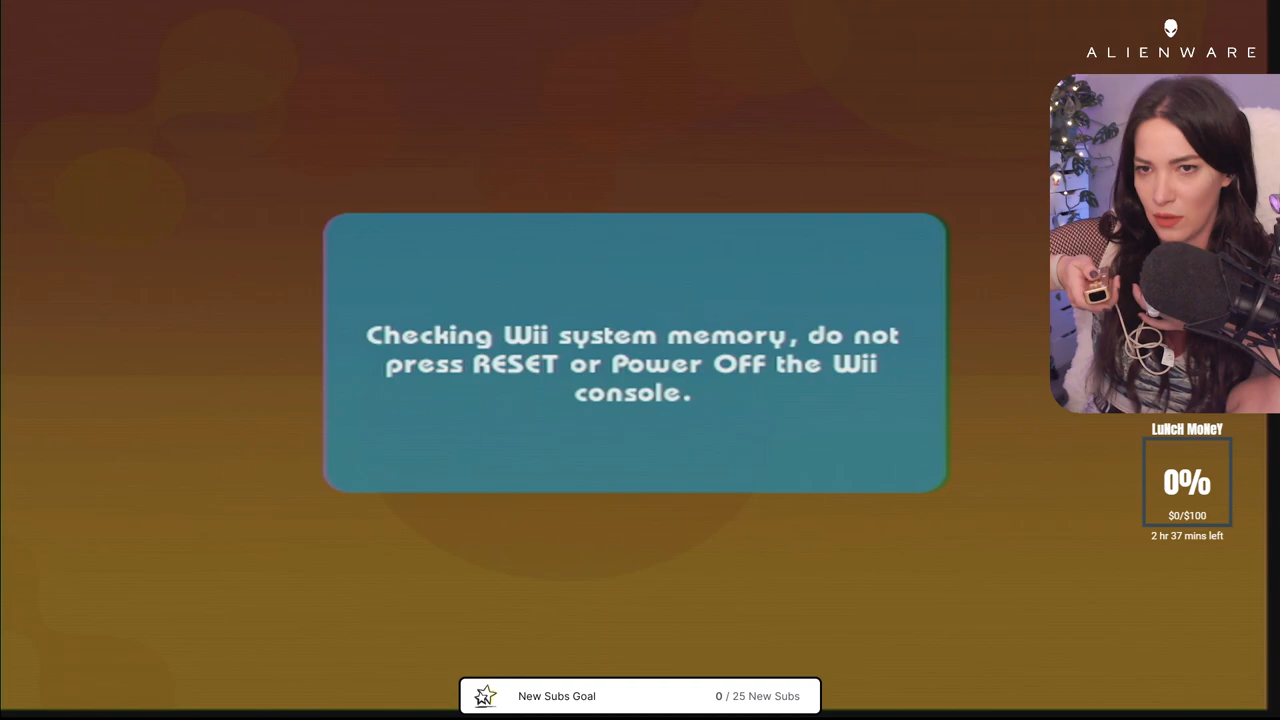 ALIENWARE
Checking Wii system memory, do not
press RESET or Power OFF the Wii
console.
LuNcH MoNeY
0%
$0/$100
2 hr 37 mins left
New Subs Goal
0 / 25 New Subs